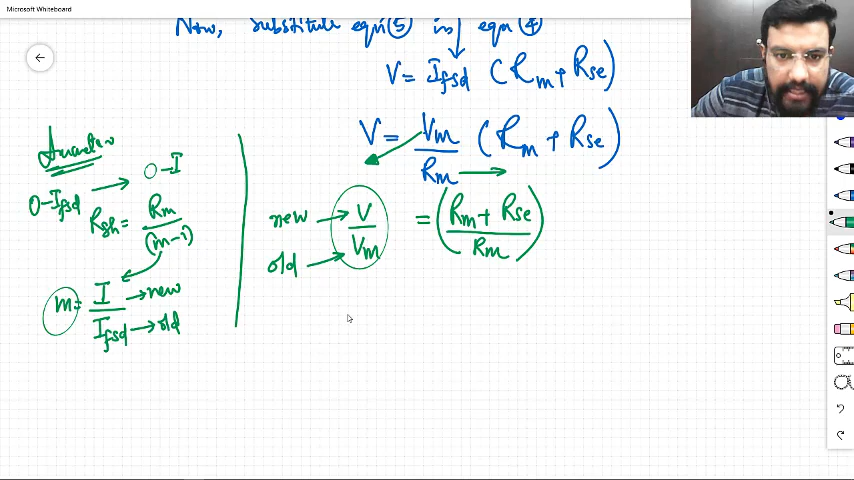 Microsoft Whiteboard
Now, substitute eqn(5) in eqn(4)
V = Ifsd (Rm + Rse)
V = Vm/Rm (Rm + Rse)
Ammeter
0-Ifsd → 0-I
Rsh = Rm/(m-1)
m = I/Ifsd
→ new
→ old
new → V
old → Vm
V/Vm = (Rm + Rse/Rm)